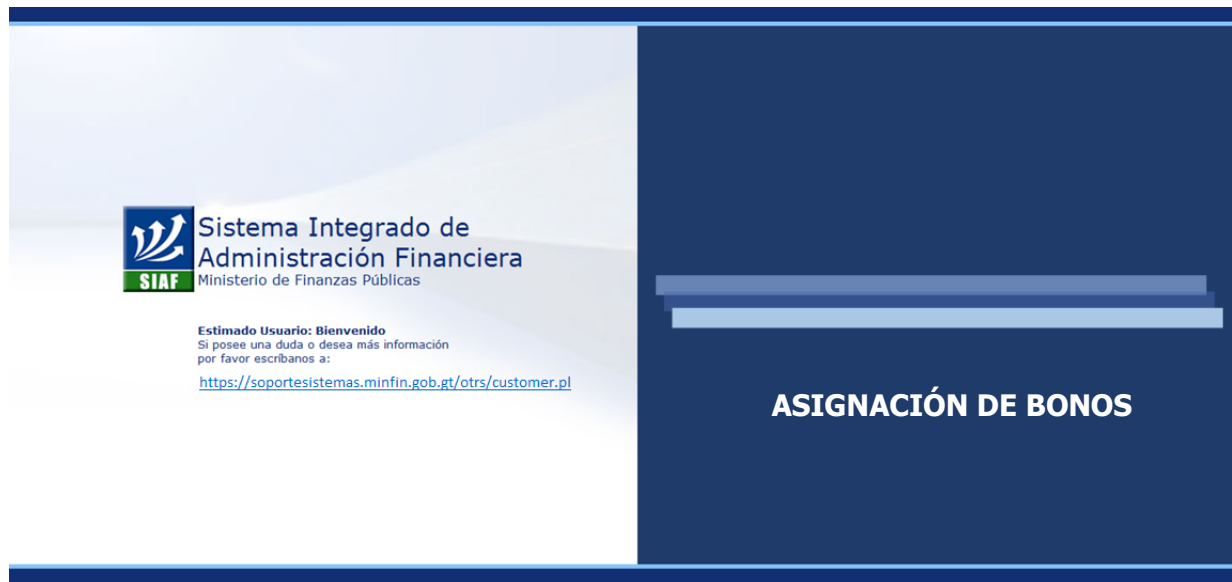 Sistema Integrado de
Administración Financiera
SIAF
Ministerio de Finanzas Públicas
Estimado Usuario: Bienvenido
Si posee una duda o desea más información
por favor escríbanos a:
https://soportesistemas.minfin.gob.gt/otrs/customer.pl
ASIGNACIÓN DE BONOS